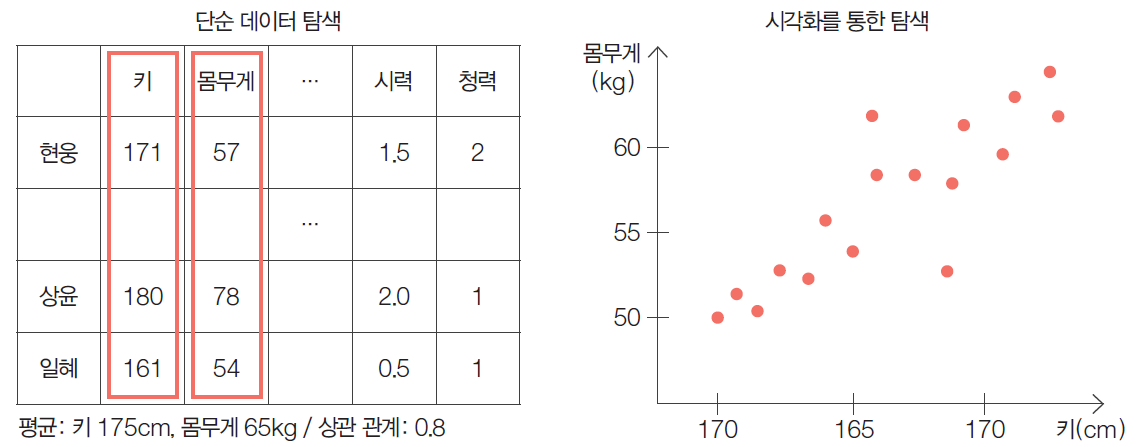 단순 데이터 탐색
키 몸무게 … 시력 청력
현웅 171 57 1.5 2
…
상윤 180 78 2.0 1
일혜 161 54 0.5 1
평균: 키 175cm, 몸무게 65kg / 상관 관계: 0.8
시각화를 통한 탐색
몸무게
(kg)
60
55
50
170 165 170 키(cm)